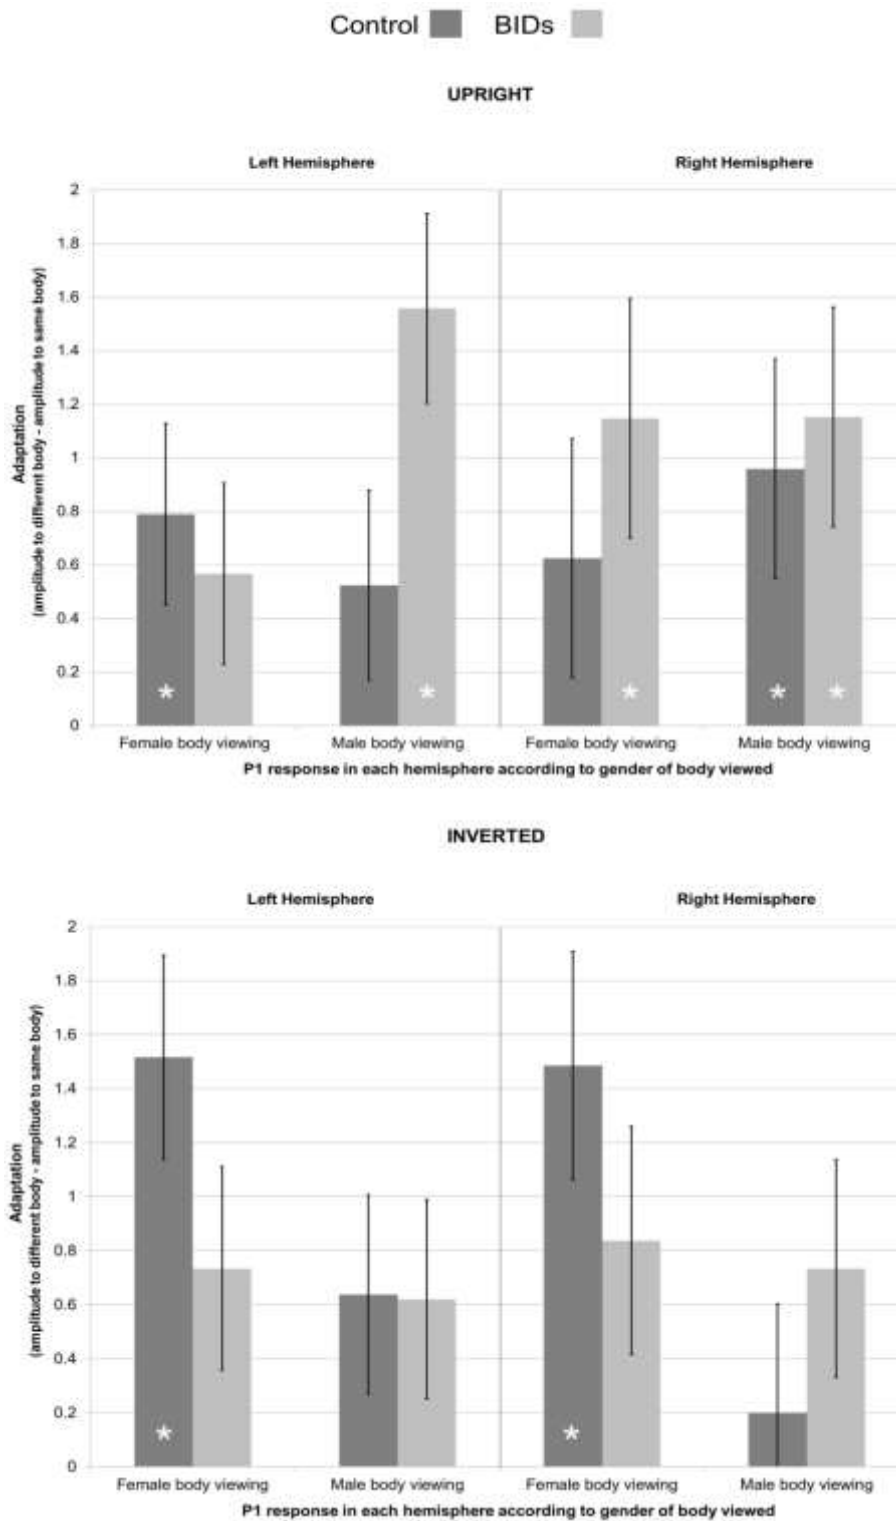 Control BIDs
UPRIGHT
Left Hemisphere Right Hemisphere
Adaptation
(amplitude to different body - amplitude to same body)
2
1.8
1.6
1.4
1.2
1
0.8
0.6
0.4
0.2
0
* * * * *
Female body viewing Male body viewing Female body viewing Male body viewing
P1 response in each hemisphere according to gender of body viewed
INVERTED
Left Hemisphere Right Hemisphere
Adaptation
(amplitude to different body - amplitude to same body)
2
1.8
1.6
1.4
1.2
1
0.8
0.6
0.4
0.2
0
* *
Female body viewing Male body viewing Female body viewing Male body viewing
P1 response in each hemisphere according to gender of body viewed